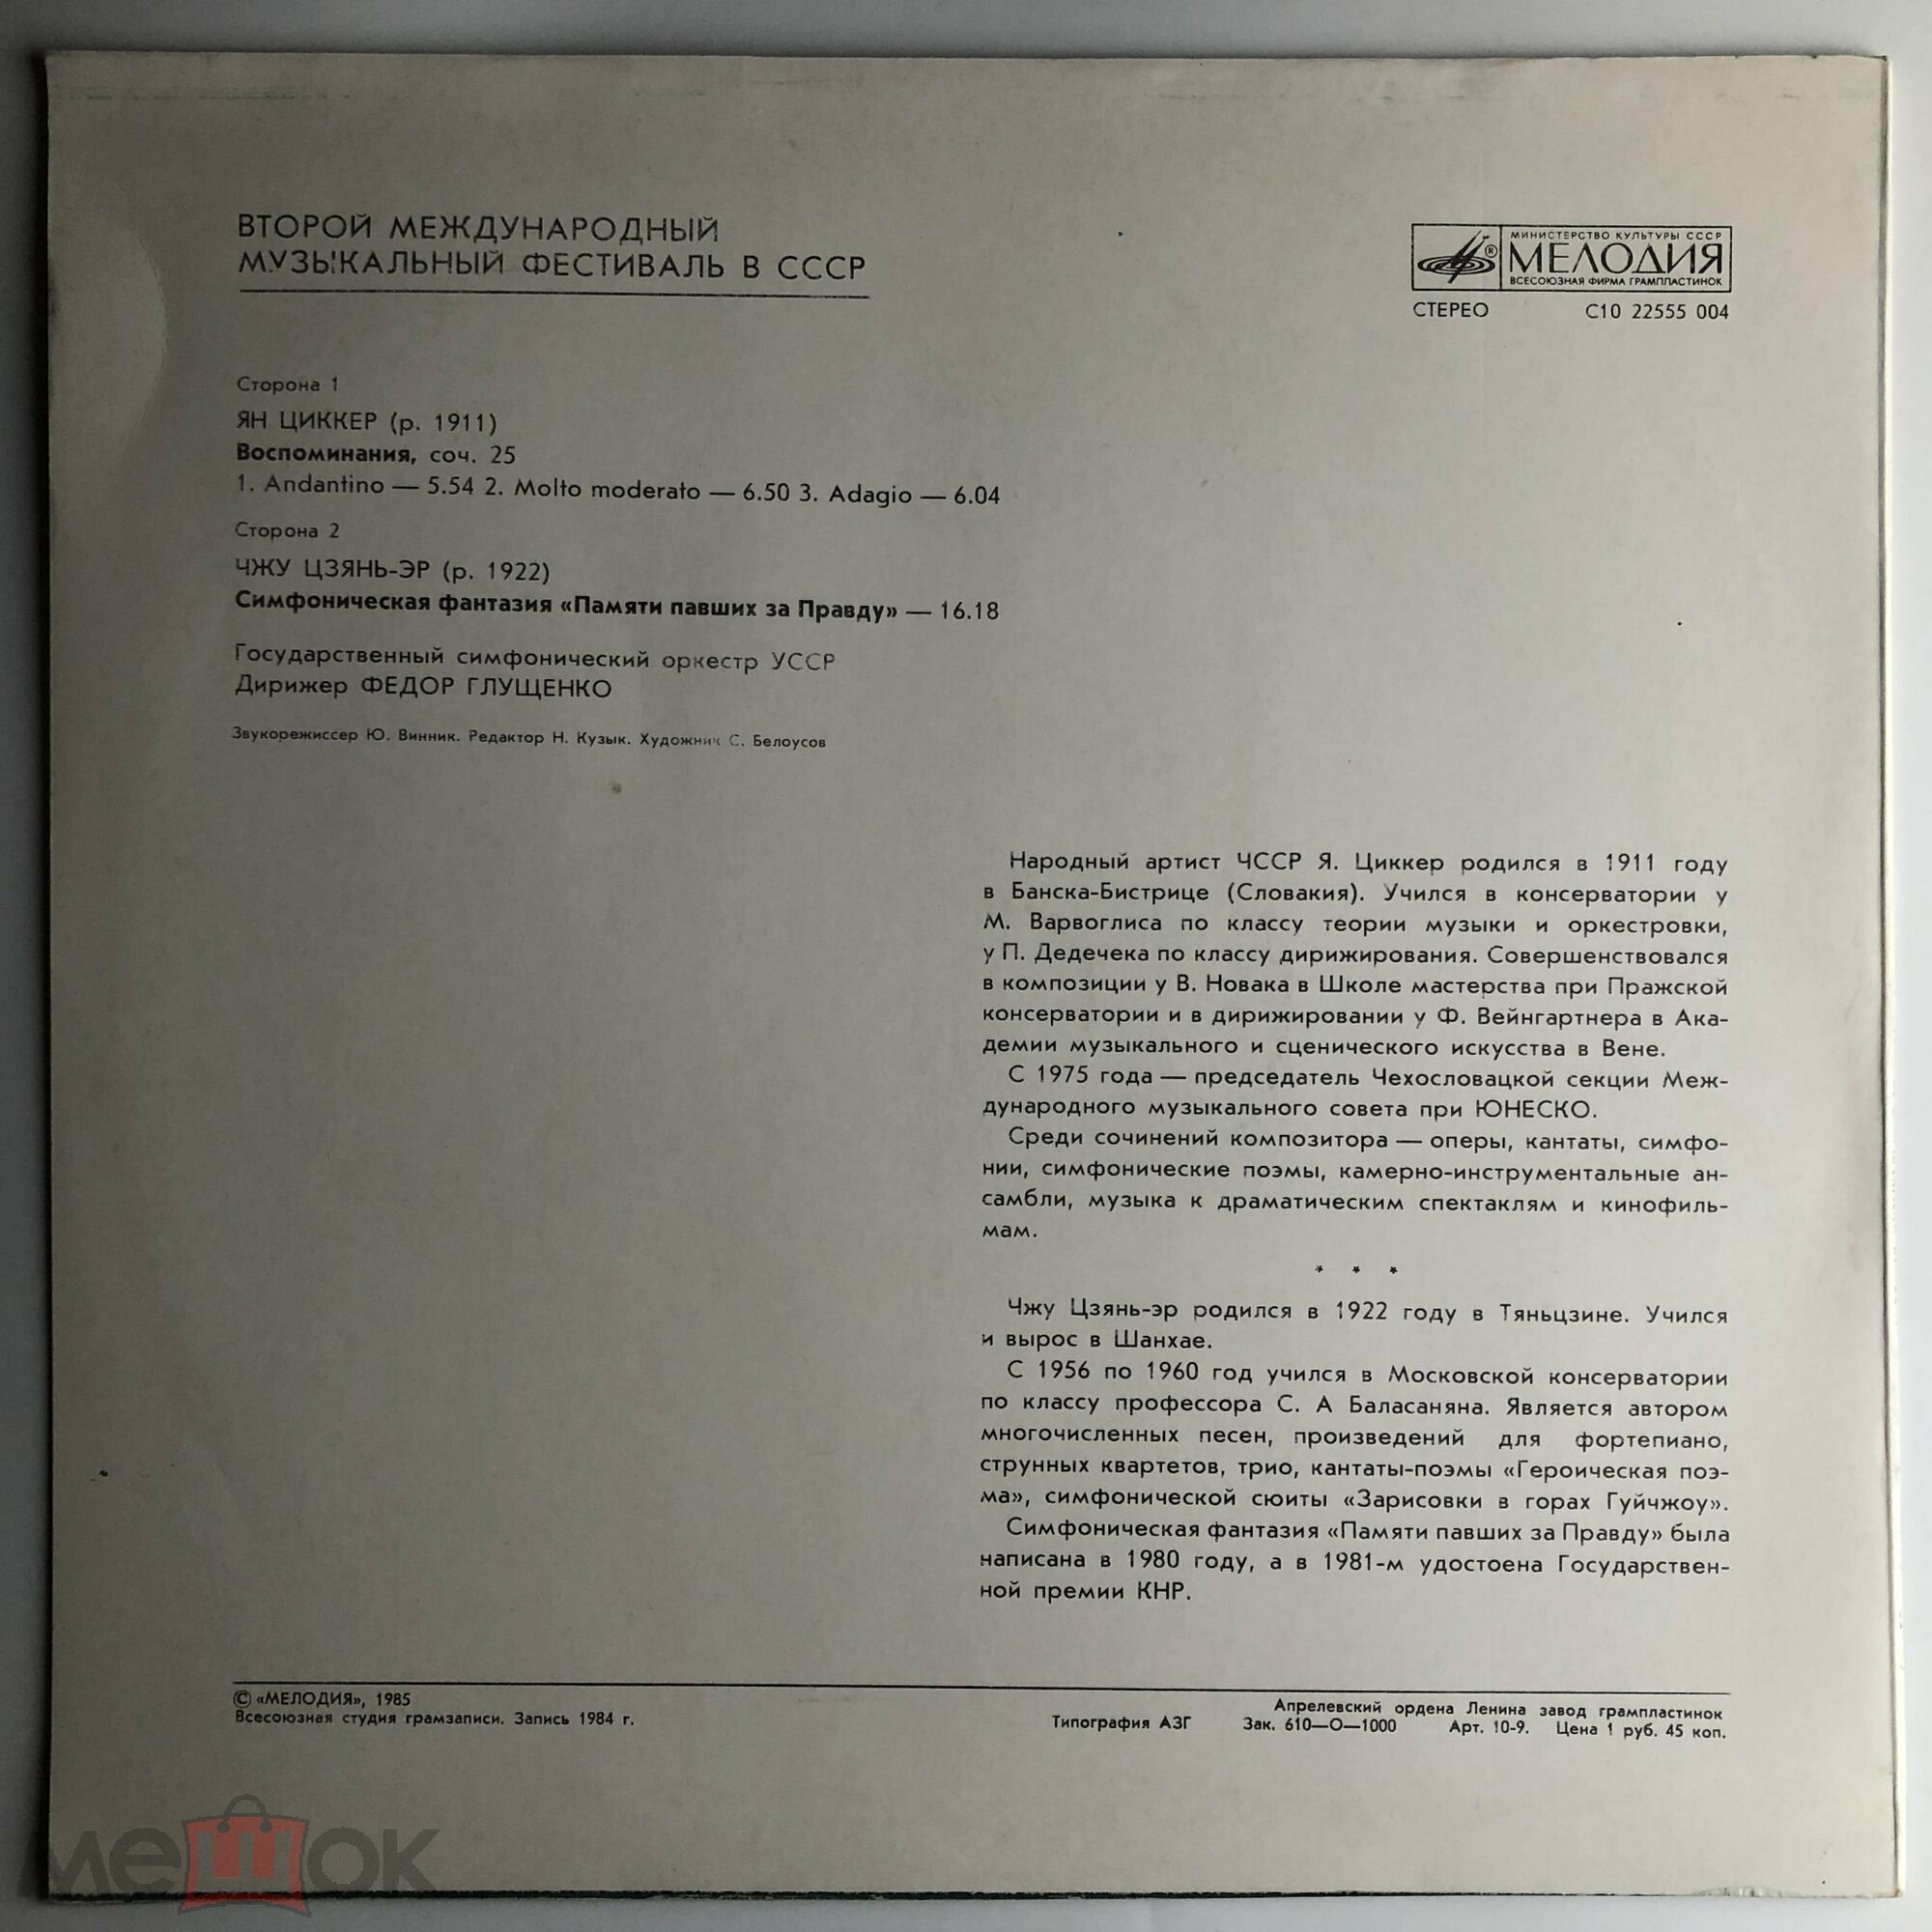 ВТОРОЙ МЕЖДУНАРОДНЫЙ
МУЗЫКАЛЬНЫЙ ФЕСТИВАЛЬ В СССР
МИНИСТЕРСТВО КУЛЬТУРЫ СССР
® МЕЛОДИЯ
ВСЕСОЮЗНАЯ ФИРМА ГРАМПЛАСТИНОК
СТЕРЕО С10 22555 004
Сторона 1
ЯН ЦИККЕР (р. 1911)
Воспоминания, соч. 25
1. Andantino — 5.54 2. Molto moderato — 6.50 3. Adagio — 6.04
Сторона 2
ЧЖУ ЦЗЯНЬ-ЭР (р. 1922)
Симфоническая фантазия «Памяти павших за Правду» — 16.18
Государственный симфонический оркестр УССР
Дирижер ФЕДОР ГЛУЩЕНКО
Звукорежиссер Ю. Винник. Редактор Н. Кузык. Художник С. Белоусов
Народный артист ЧССР Я. Циккер родился в 1911 году
в Банска-Бистрице (Словакия). Учился в консерватории у
М. Варвоглиса по классу теории музыки и оркестровки,
у П. Дедечека по классу дирижирования. Совершенствовался
в композиции у В. Новака в Школе мастерства при Пражской
консерватории и в дирижировании у Ф. Вейнгартнера в Ака-
демии музыкального и сценического искусства в Вене.
С 1975 года — председатель Чехословацкой секции Меж-
дународного музыкального совета при ЮНЕСКО.
Среди сочинений композитора — оперы, кантаты, симфо-
нии, симфонические поэмы, камерно-инструментальные ан-
самбли, музыка к драматическим спектаклям и кинофиль-
мам.
* * *
Чжу Цзянь-эр родился в 1922 году в Тяньцзине. Учился
и вырос в Шанхае.
С 1956 по 1960 год учился в Московской консерватории
по классу профессора С. А Баласаняна. Является автором
многочисленных песен, произведений для фортепиано,
струнных квартетов, трио, кантаты-поэмы «Героическая поэ-
ма», симфонической сюиты «Зарисовки в горах Гуйчжоу».
Симфоническая фантазия «Памяти павших за Правду» была
написана в 1980 году, а в 1981-м удостоена Государствен-
ной премии КНР.
© «МЕЛОДИЯ», 1985
Всесоюзная студия грамзаписи. Запись 1984 г.
Апрелевский ордена Ленина завод грампластинок
Типография АЗГ Зак. 610—О—1000 Арт. 10-9. Цена 1 руб. 45 коп.
мешок